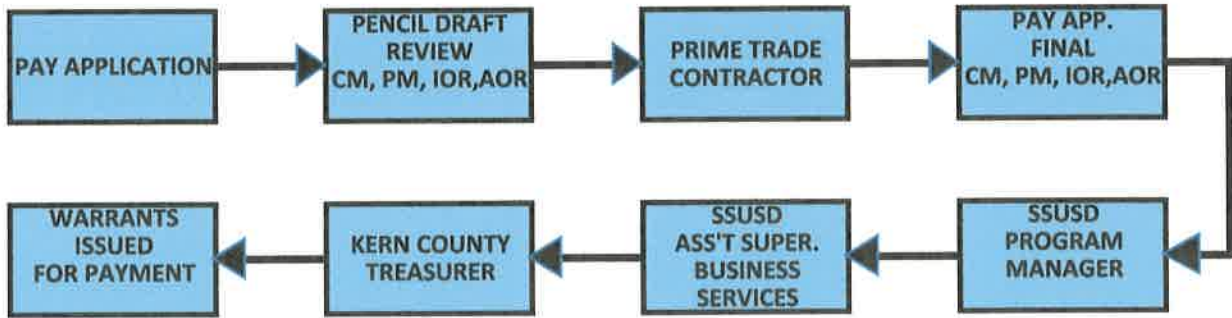 PAY APPLICATION
PENCIL DRAFT
REVIEW
CM, PM, IOR,AOR
PRIME TRADE
CONTRACTOR
PAY APP.
FINAL
CM, PM, IOR,AOR
SSUSD
PROGRAM
MANAGER
SSUSD
ASS'T SUPER.
BUSINESS
SERVICES
KERN COUNTY
TREASURER
WARRANTS
ISSUED
FOR PAYMENT